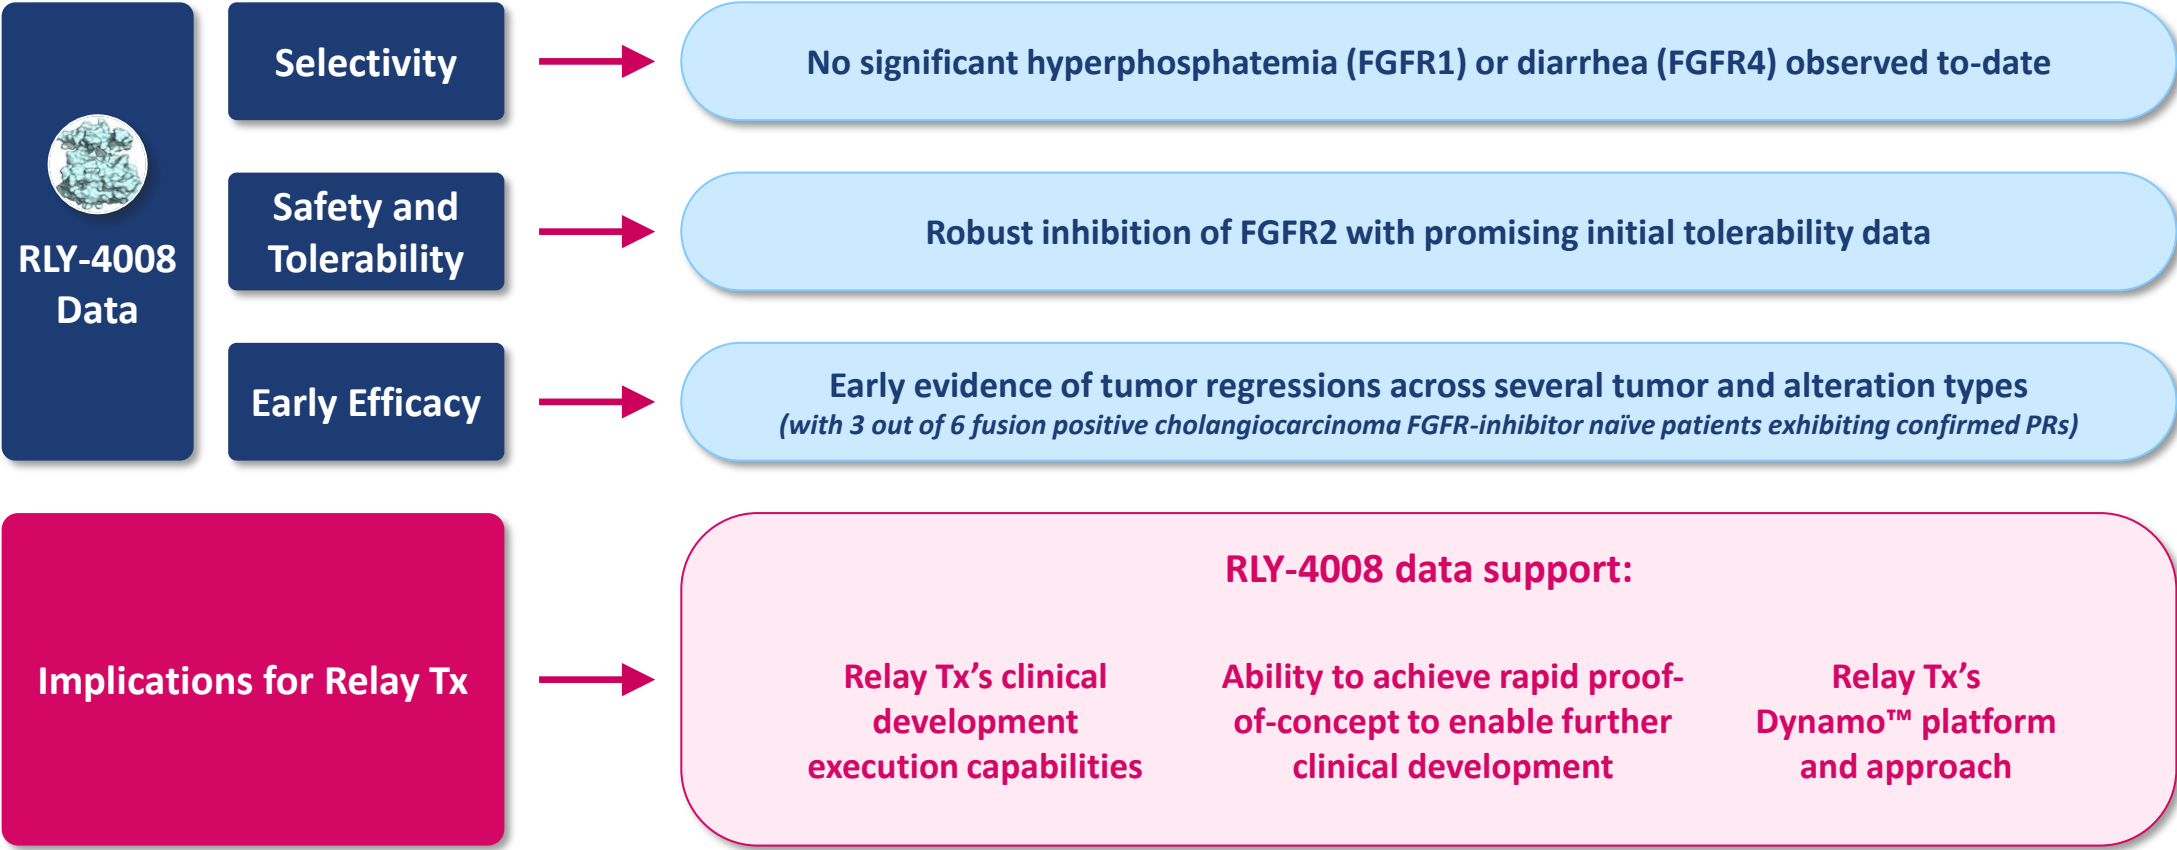 RLY-4008
Data
Selectivity
No significant hyperphosphatemia (FGFR1) or diarrhea (FGFR4) observed to-date
Safety and
Tolerability
Robust inhibition of FGFR2 with promising initial tolerability data
Early Efficacy
Early evidence of tumor regressions across several tumor and alteration types
(with 3 out of 6 fusion positive cholangiocarcinoma FGFR-inhibitor naïve patients exhibiting confirmed PRs)
Implications for Relay Tx
RLY-4008 data support:
Relay Tx’s clinical
development
execution capabilities
Ability to achieve rapid proof-
of-concept to enable further
clinical development
Relay Tx’s
Dynamo™ platform
and approach